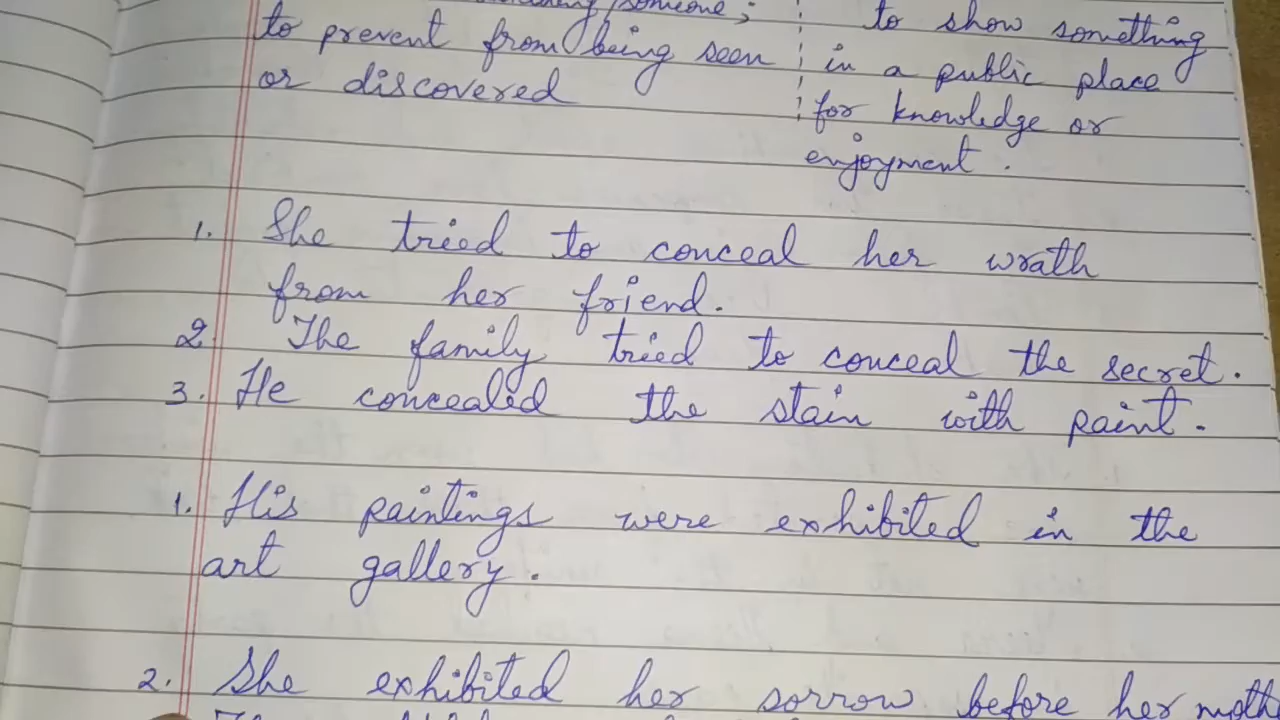 someone;
to prevent from being seen
or discovered
to show something
in a public place
for knowledge or
enjoyment.
1. She tried to conceal her wrath
from her friend.
2. The family tried to conceal the secret.
3. He concealed the stain with paint.
1. His paintings were exhibited in the
art gallery.
2. She exhibited her sorrow before her moth